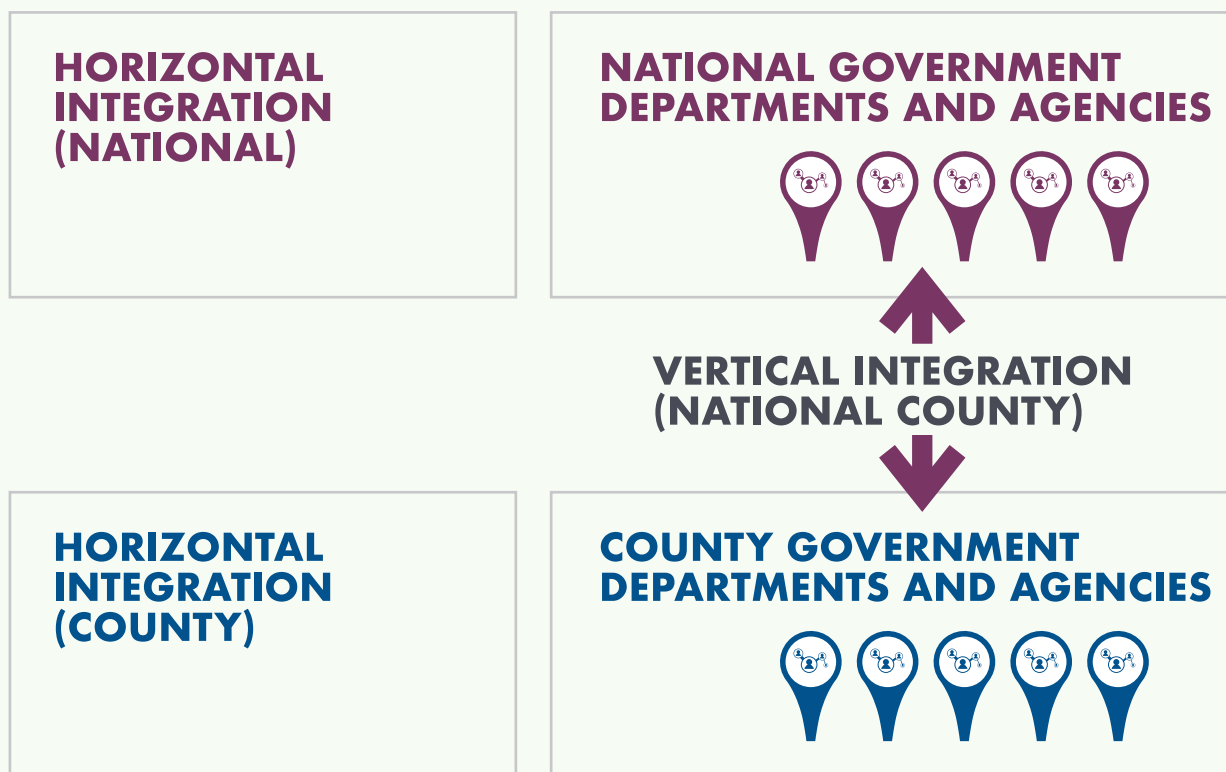 HORIZONTAL
INTEGRATION
(NATIONAL)
NATIONAL GOVERNMENT
DEPARTMENTS AND AGENCIES
VERTICAL INTEGRATION
(NATIONAL COUNTY)
HORIZONTAL
INTEGRATION
(COUNTY)
COUNTY GOVERNMENT
DEPARTMENTS AND AGENCIES